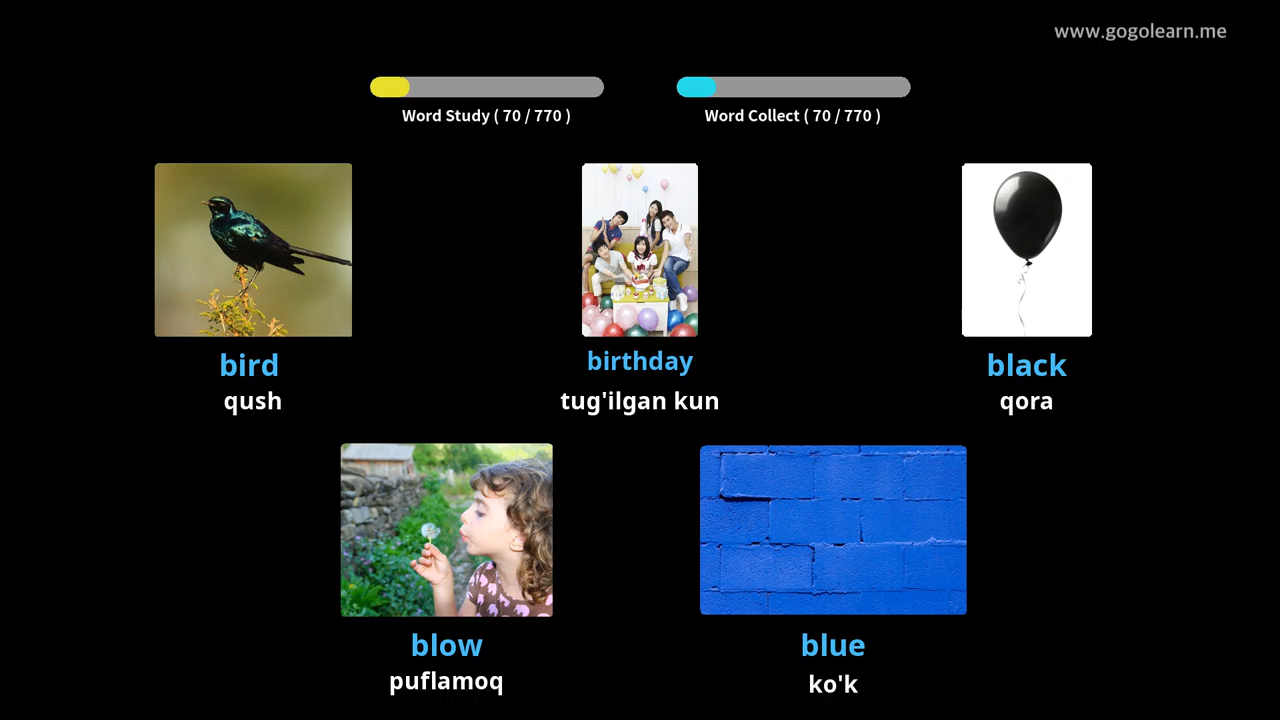 www.gogolearn.me
Word Study ( 70 / 770 )
Word Collect ( 70 / 770 )
bird
qush
birthday
tug'ilgan kun
black
qora
blow
puflamoq
blue
ko'k